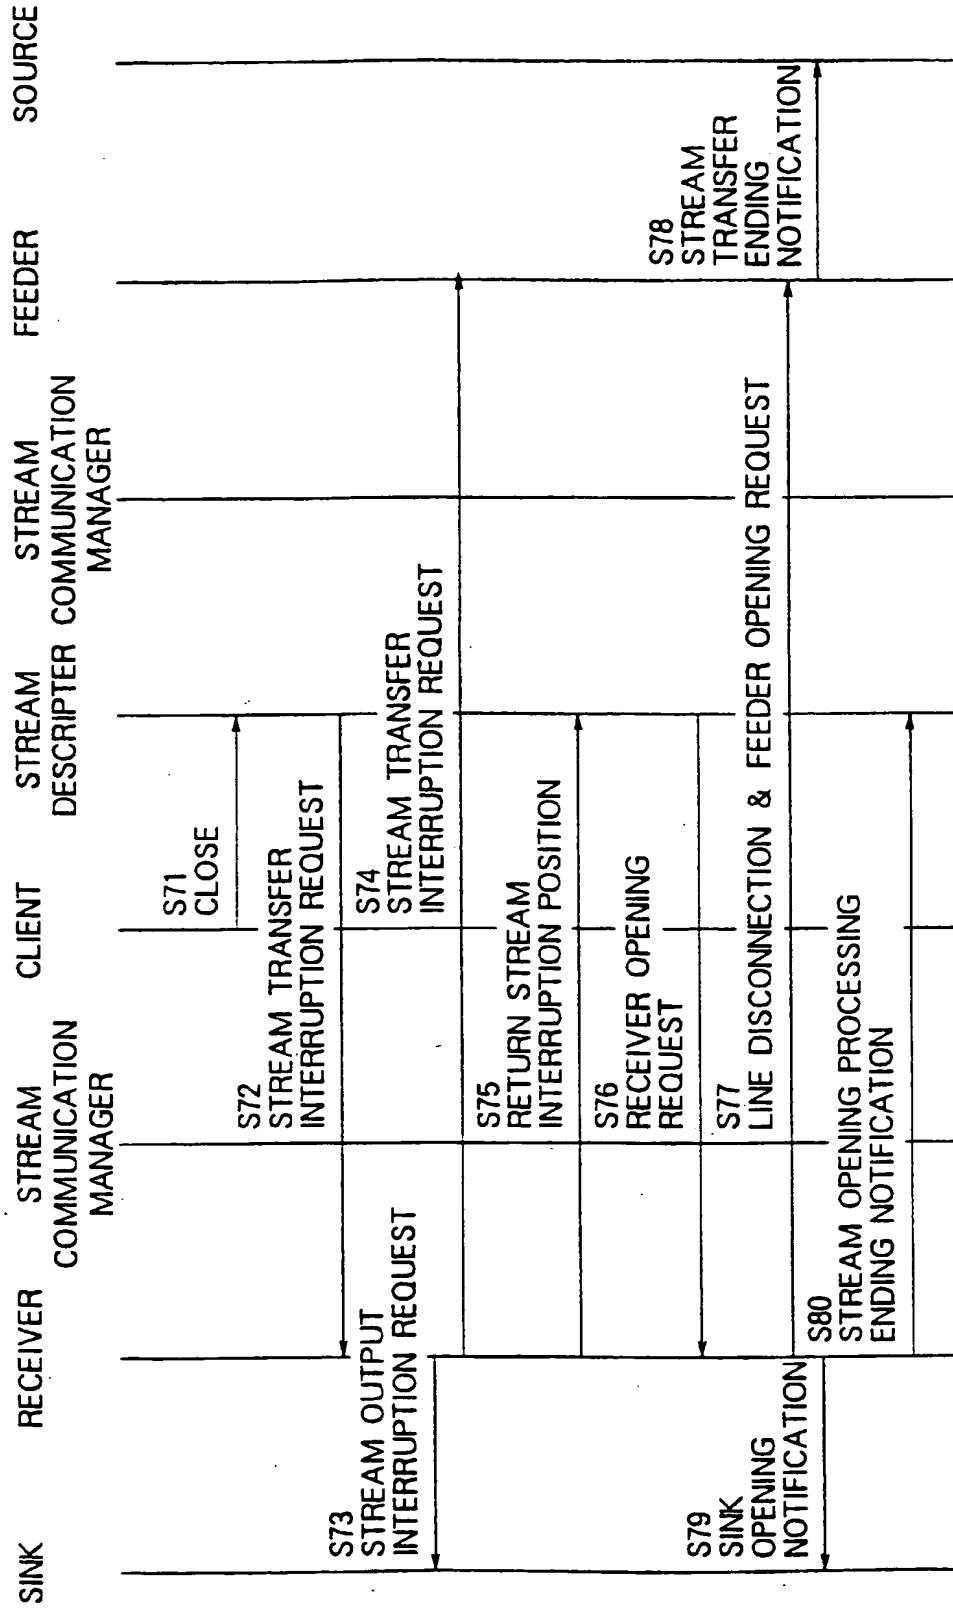 SINK
RECEIVER
STREAM
COMMUNICATION
MANAGER
CLIENT
STREAM
DESCRIPTER
STREAM
COMMUNICATION
MANAGER
FEEDER
SOURCE
S71
CLOSE
S72
STREAM TRANSFER
INTERRUPTION REQUEST
S73
STREAM OUTPUT
INTERRUPTION REQUEST
S74
STREAM TRANSFER
INTERRUPTION REQUEST
S75
RETURN STREAM
INTERRUPTION POSITION
S76
RECEIVER OPENING
REQUEST
S77
LINE DISCONNECTION & FEEDER OPENING REQUEST
S78
STREAM
TRANSFER
ENDING
NOTIFICATION
S79
SINK
OPENING
NOTIFICATION
S80
STREAM OPENING PROCESSING
ENDING NOTIFICATION